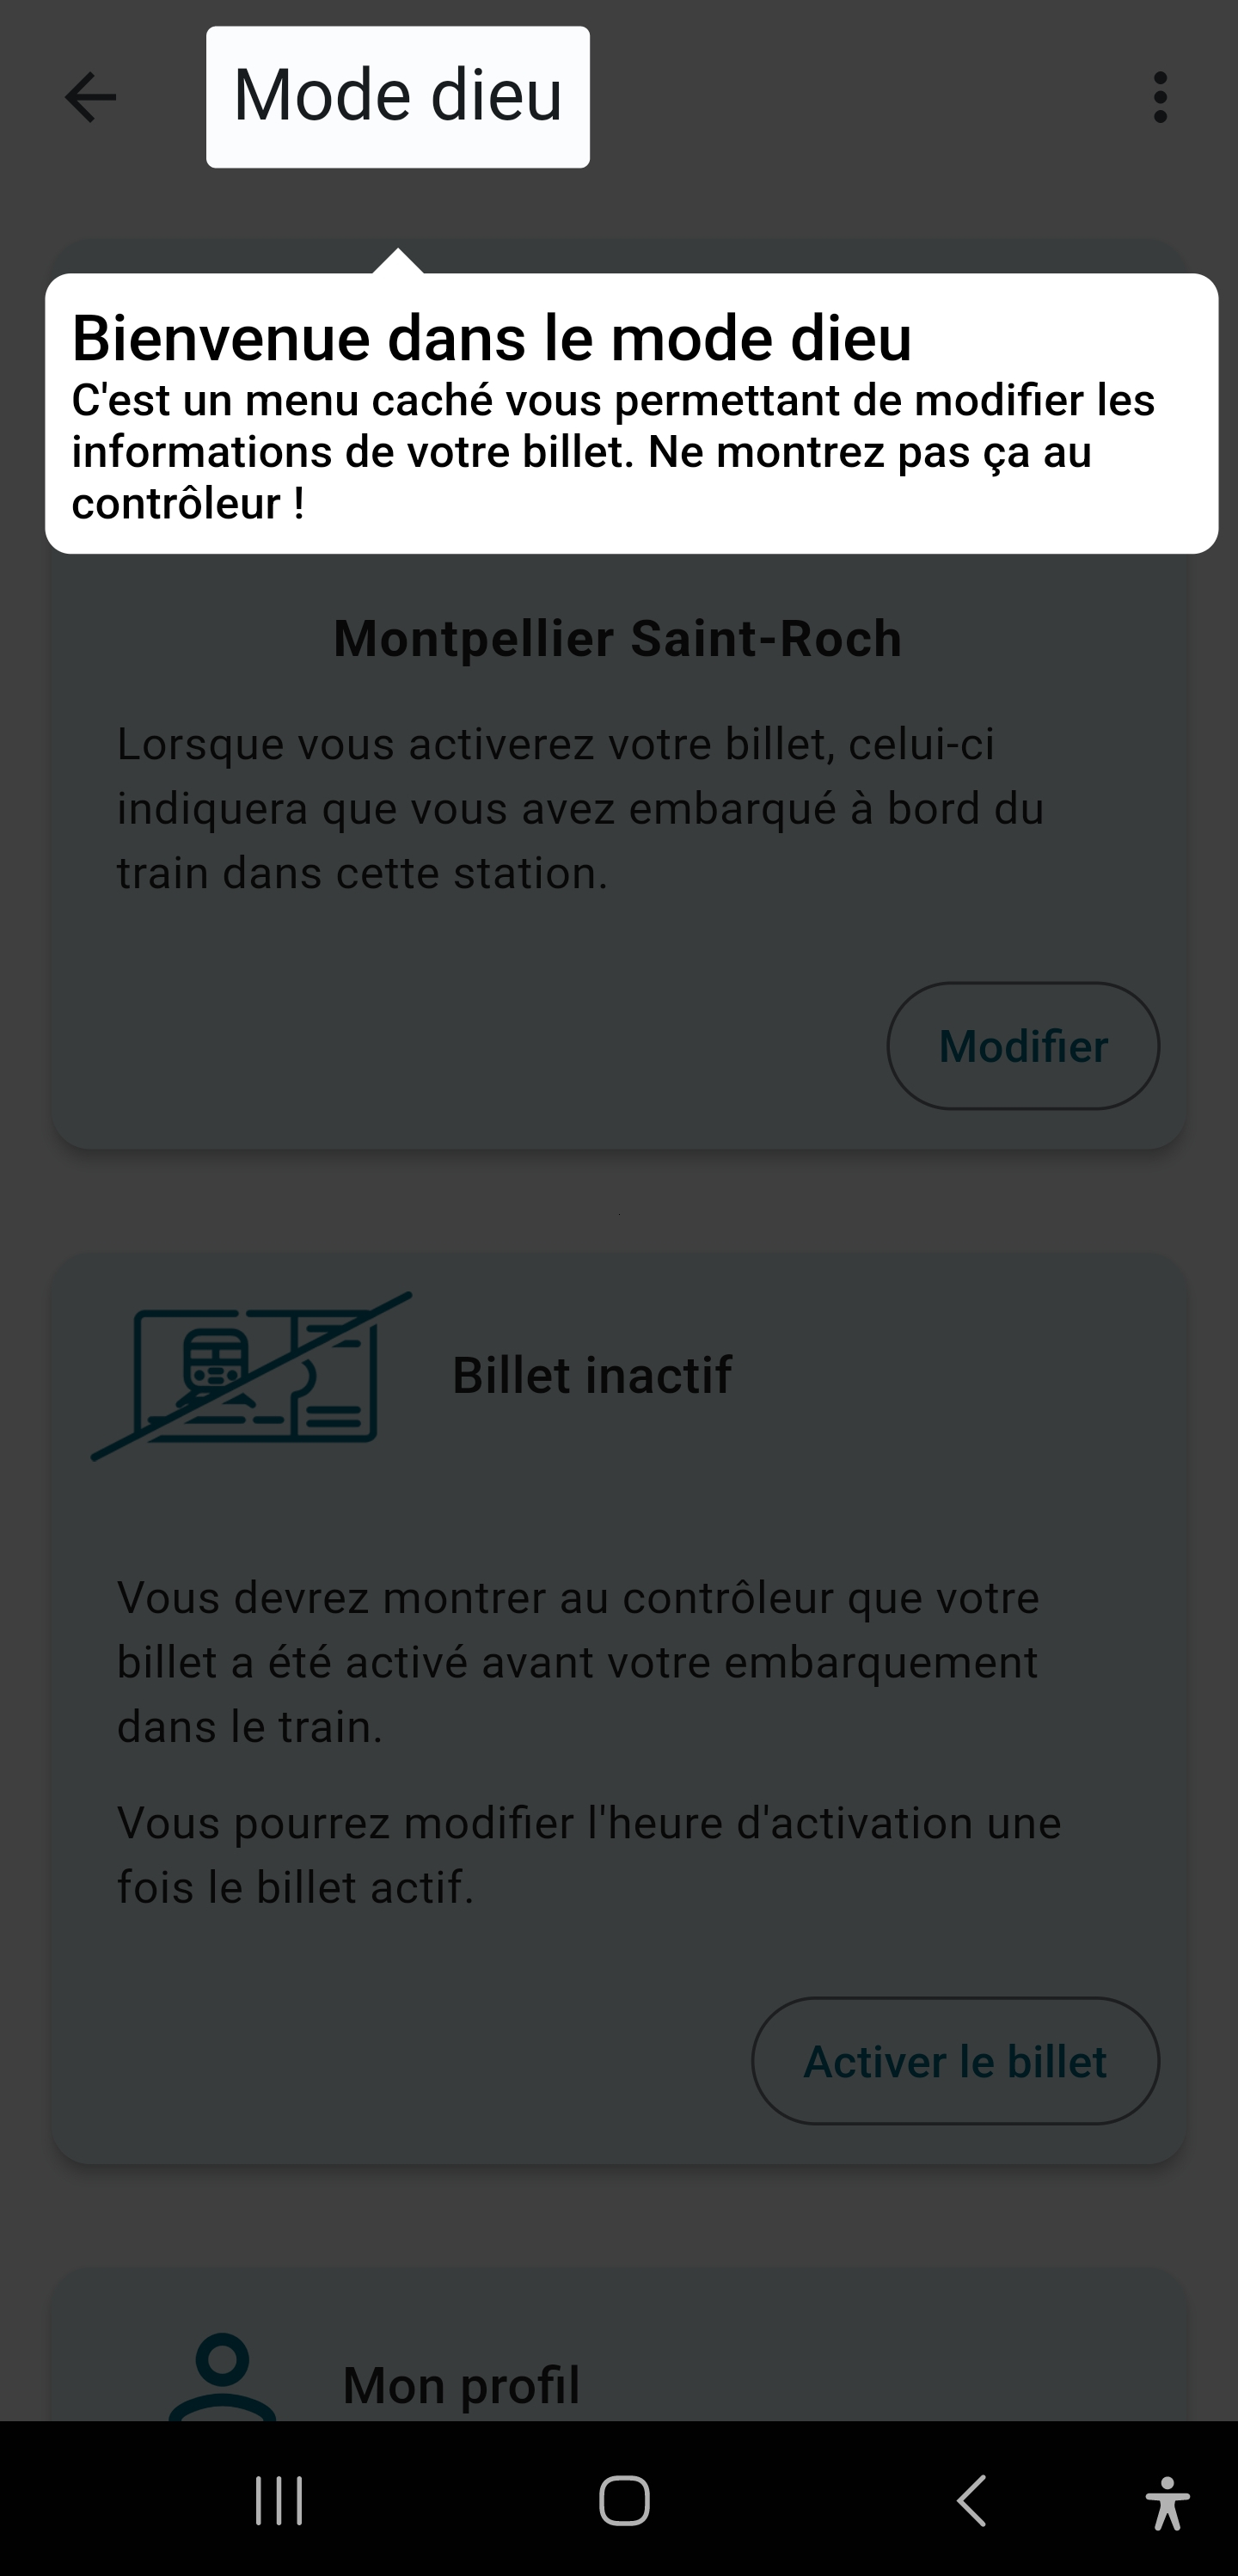 Mode dieu
Bienvenue dans le mode dieu
C'est un menu caché vous permettant de modifier les
informations de votre billet. Ne montrez pas ça au
contrôleur !
Montpellier Saint-Roch
Lorsque vous activerez votre billet, celui-ci
indiquera que vous avez embarqué à bord du
train dans cette station.
Modifier
Billet inactif
Vous devrez montrer au contrôleur que votre
billet a été activé avant votre embarquement
dans le train.
Vous pourrez modifier l'heure d'activation une
fois le billet actif.
Activer le billet
Mon profil